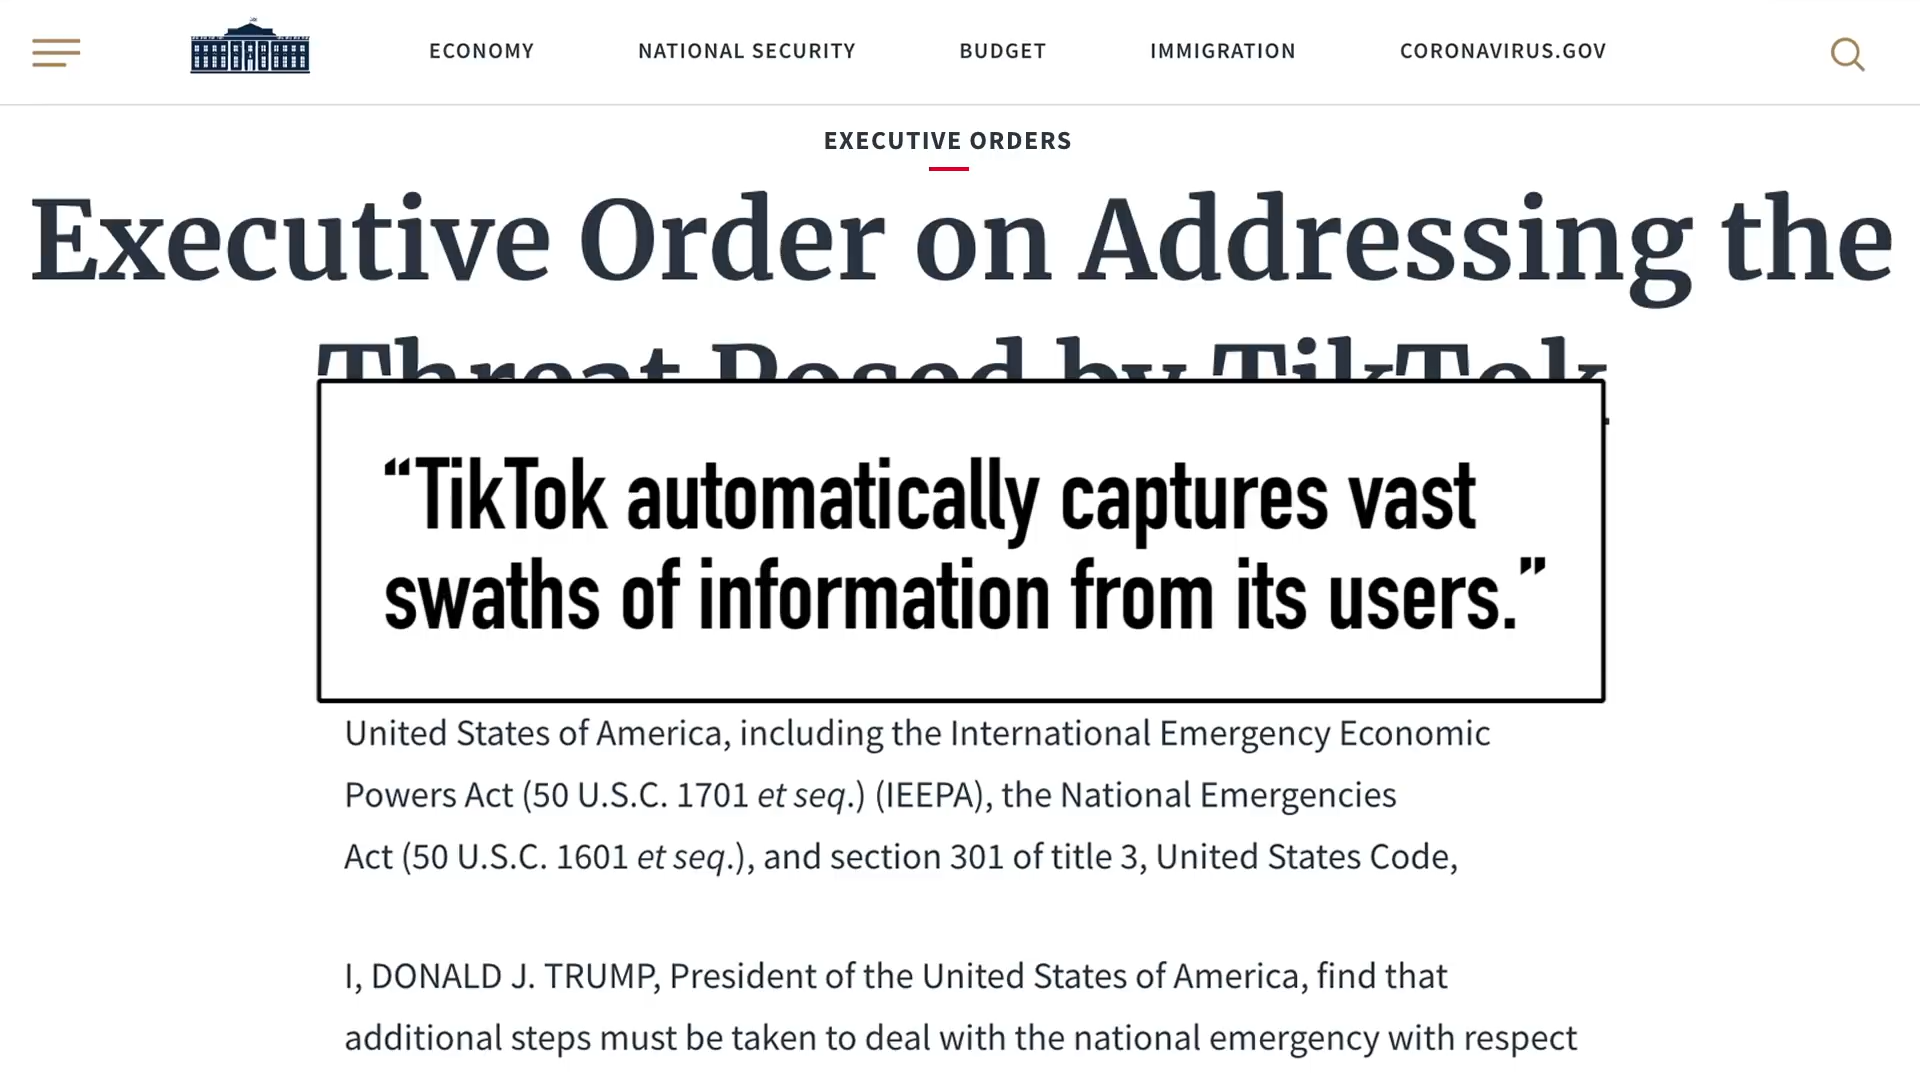 ECONOMY NATIONAL SECURITY BUDGET IMMIGRATION CORONAVIRUS.GOV
EXECUTIVE ORDERS
Executive Order on Addressing the
Threat Posed by TikTok
“TikTok automatically captures vast
swaths of information from its users.”
United States of America, including the International Emergency Economic
Powers Act (50 U.S.C. 1701 et seq.) (IEEPA), the National Emergencies
Act (50 U.S.C. 1601 et seq.), and section 301 of title 3, United States Code,
I, DONALD J. TRUMP, President of the United States of America, find that
additional steps must be taken to deal with the national emergency with respect